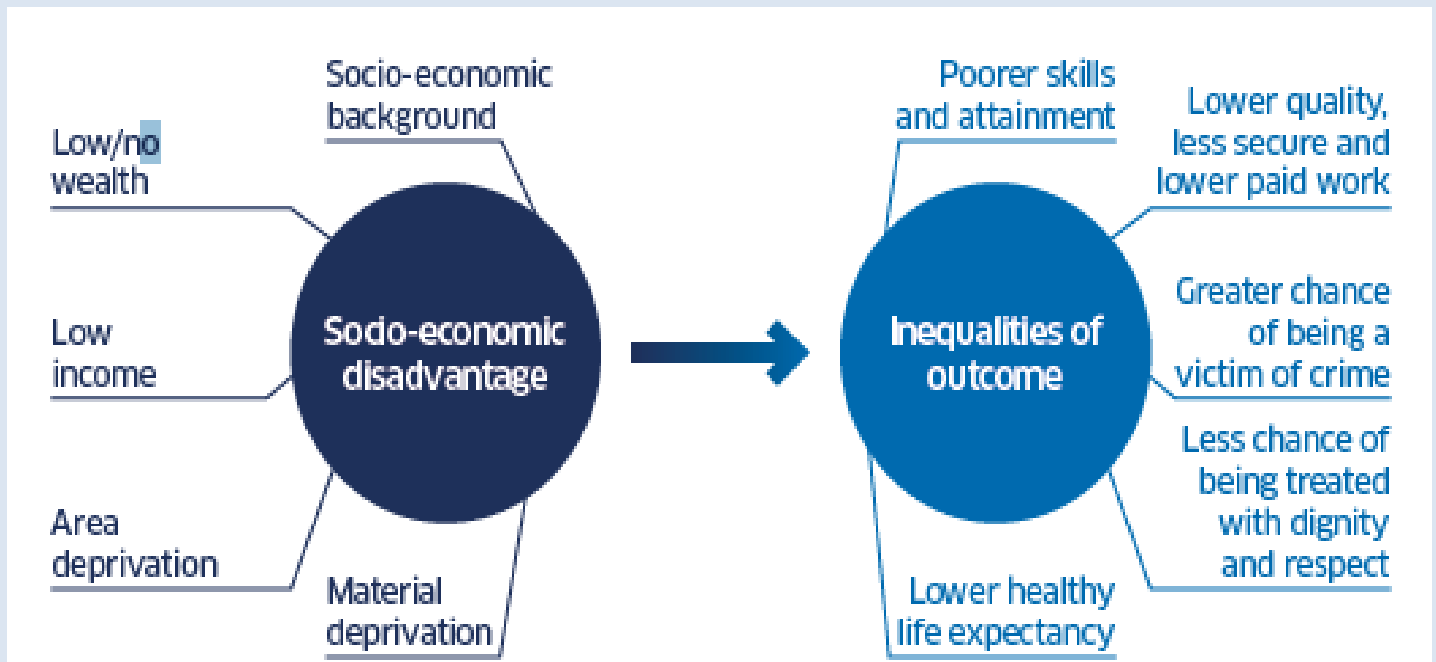 Socio-economic
background
Low/no
wealth
Low
income
Area
deprivation
Material
deprivation
Socio-economic
disadvantage
Inequalities of
outcome
Poorer skills
and attainment
Lower quality,
less secure and
lower paid work
Greater chance
of being a
victim of crime
Less chance of
being treated
with dignity
and respect
Lower healthy
life expectancy